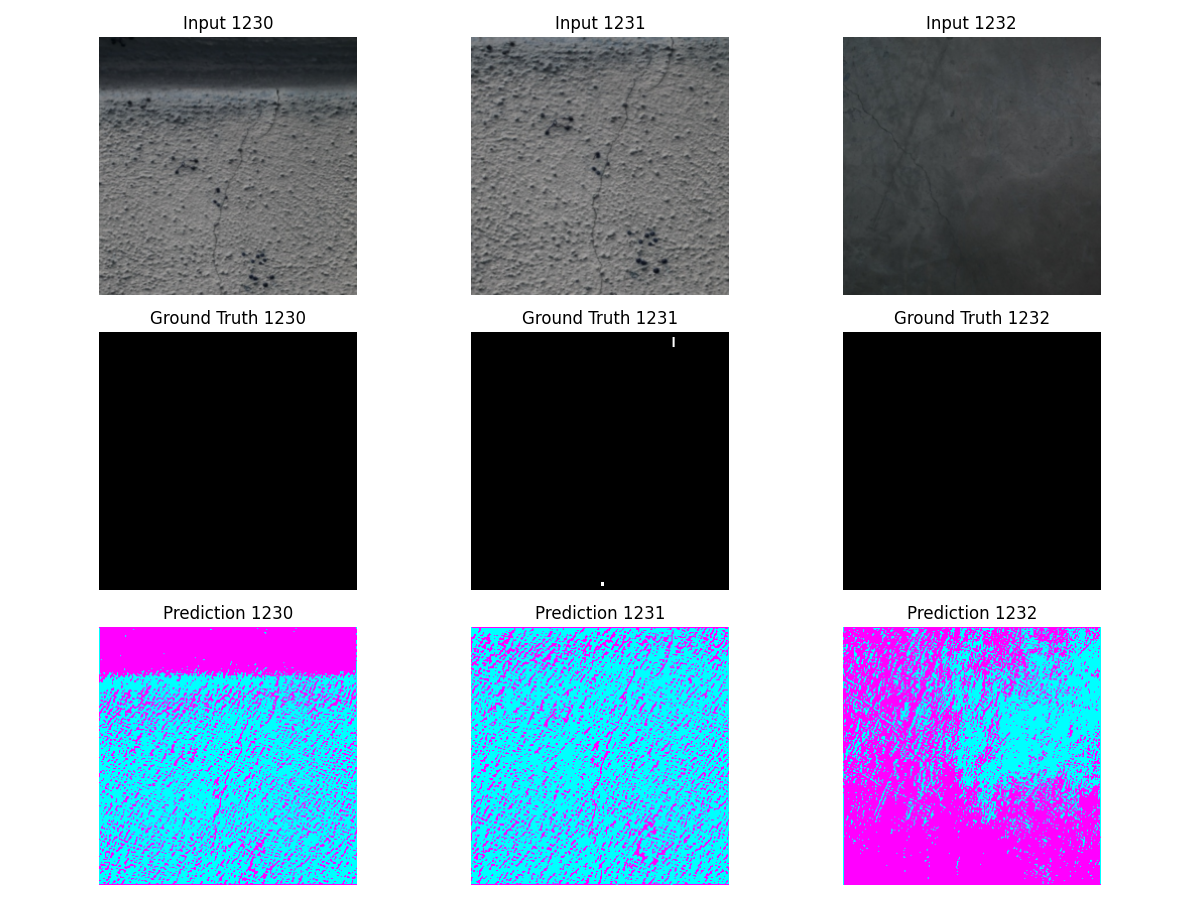 Input 1230
Input 1231
Input 1232
Ground Truth 1230
Ground Truth 1231
Ground Truth 1232
Prediction 1230
Prediction 1231
Prediction 1232